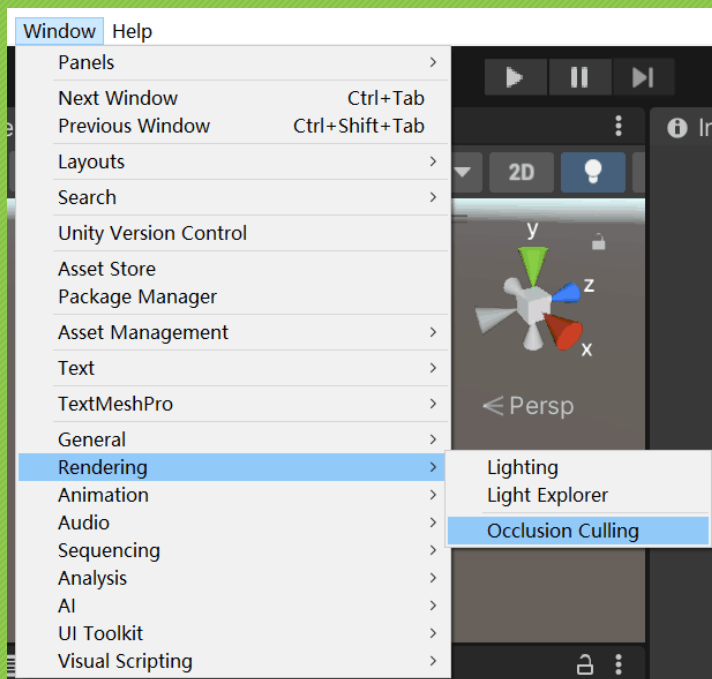 Window Help
Panels
Next Window Ctrl+Tab
Previous Window Ctrl+Shift+Tab
Layouts
Search
2D
Unity Version Control
y
Asset Store
Package Manager
z
Asset Management
x
Text
TextMeshPro
Persp
General
Rendering
Lighting
Animation
Light Explorer
Audio
Occlusion Culling
Sequencing
Analysis
AI
UI Toolkit
Visual Scripting